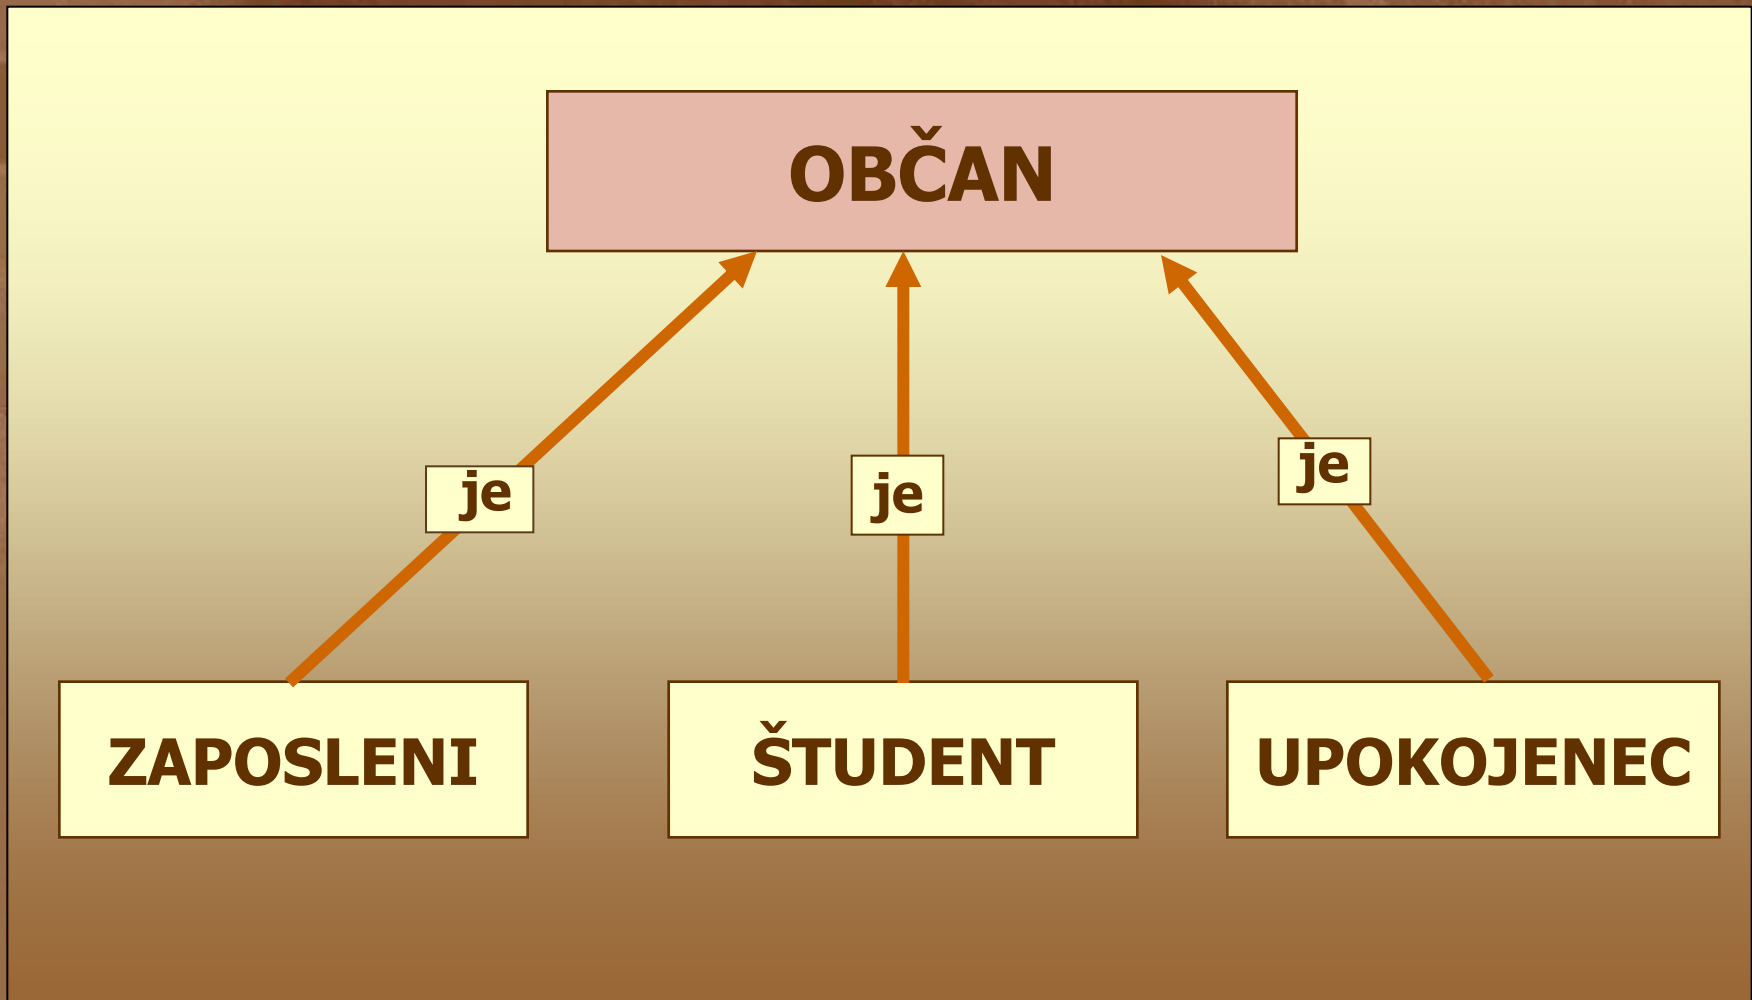 OBČAN
je
je
je
ZAPOSLENI
ŠTUDENT
UPOKOJENEC